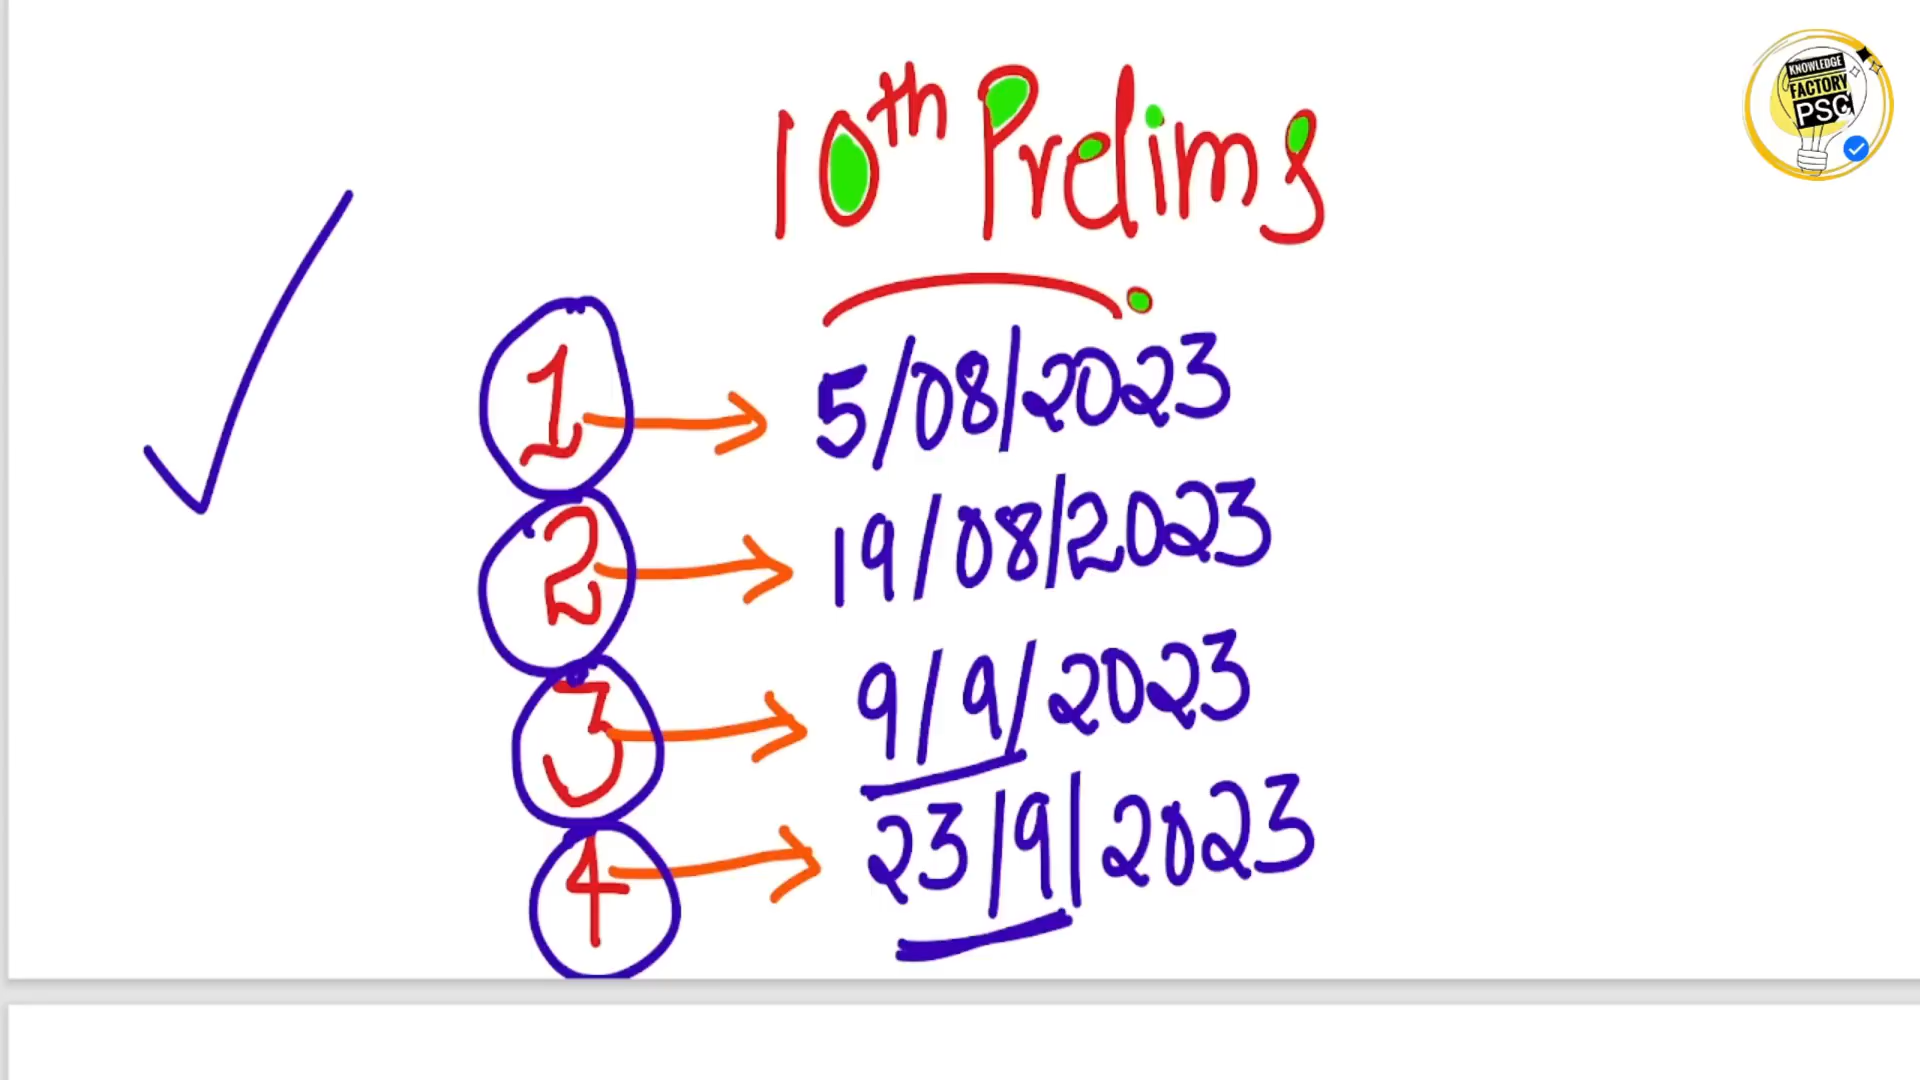 10th Prelims
1 → 5/08/2023
2 → 19/08/2023
3 → 9/9/2023
4 → 23/9/2023
KNOWLEDGE
FACTORY
PSC